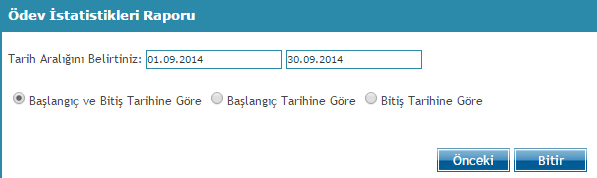 Ödev İstatistikleri Raporu
Tarih Aralığını Belirtiniz: 01.09.2014 30.09.2014
Başlangıç ve Bitiş Tarihine Göre Başlangıç Tarihine Göre Bitiş Tarihine Göre
Önceki Bitir